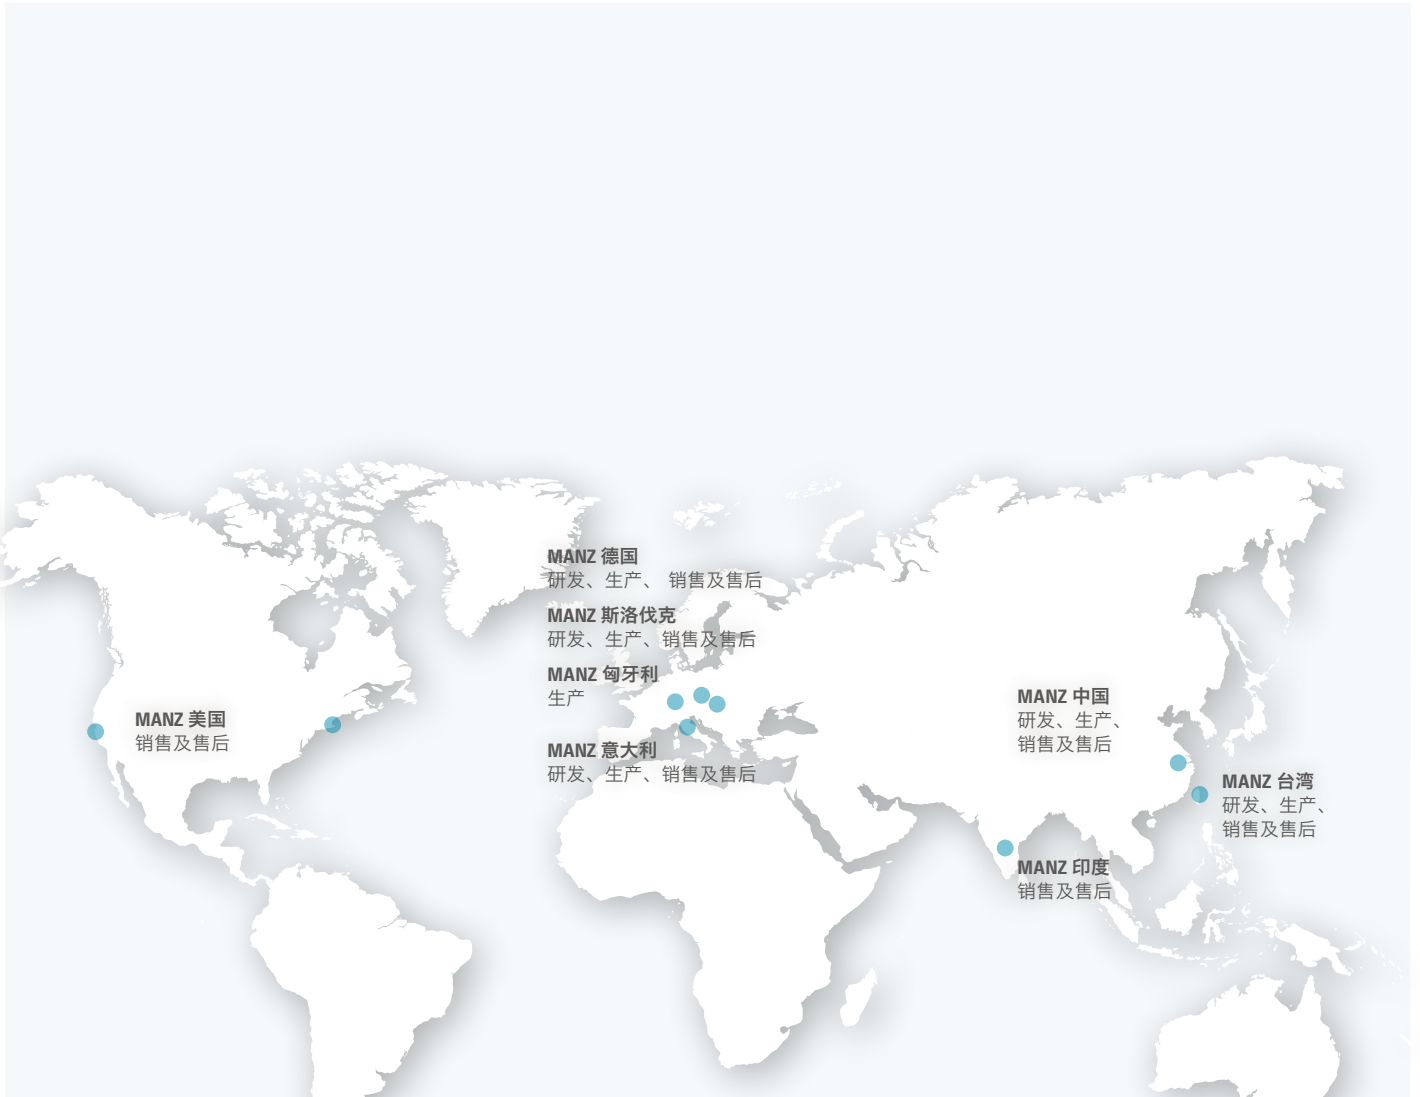 MANZ 德国
研发、生产、 销售及售后
MANZ 斯洛伐克
研发、生产、销售及售后
MANZ 匈牙利
生产
MANZ 意大利
研发、生产、销售及售后
MANZ 美国
销售及售后
MANZ 中国
研发、生产、
销售及售后
MANZ 台湾
研发、生产、
销售及售后
MANZ 印度
销售及售后